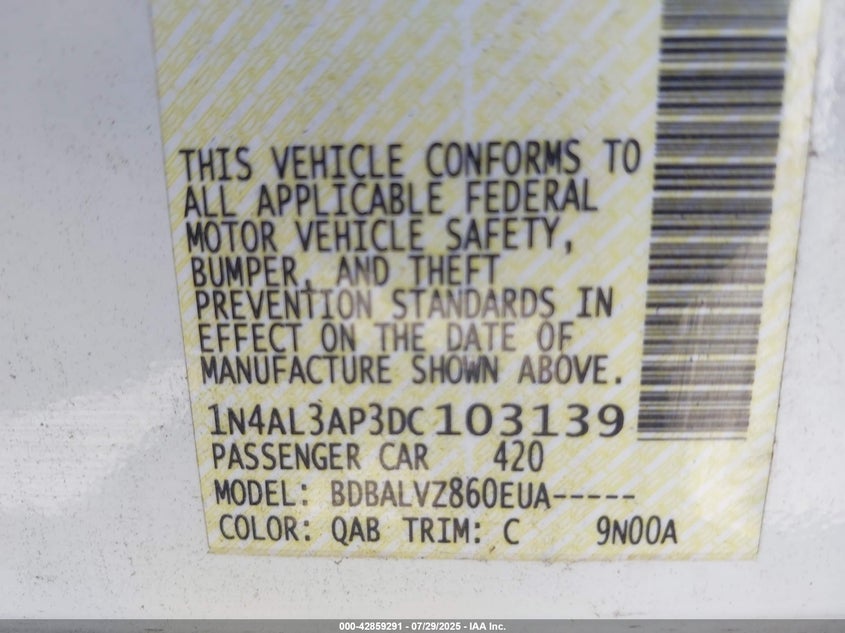 THIS VEHICLE CONFORMS TO
ALL APPLICABLE FEDERAL
MOTOR VEHICLE SAFETY,
BUMPER, AND THEFT
PREVENTION STANDARDS IN
EFFECT ON THE DATE OF
MANUFACTURE SHOWN ABOVE.
1N4AL3AP3DC103139
PASSENGER CAR 420
MODEL: BDBALVZ860EUA-----
COLOR: QAB TRIM: C 9N00A
000-42859291 - 07/29/2025 - IAA Inc.